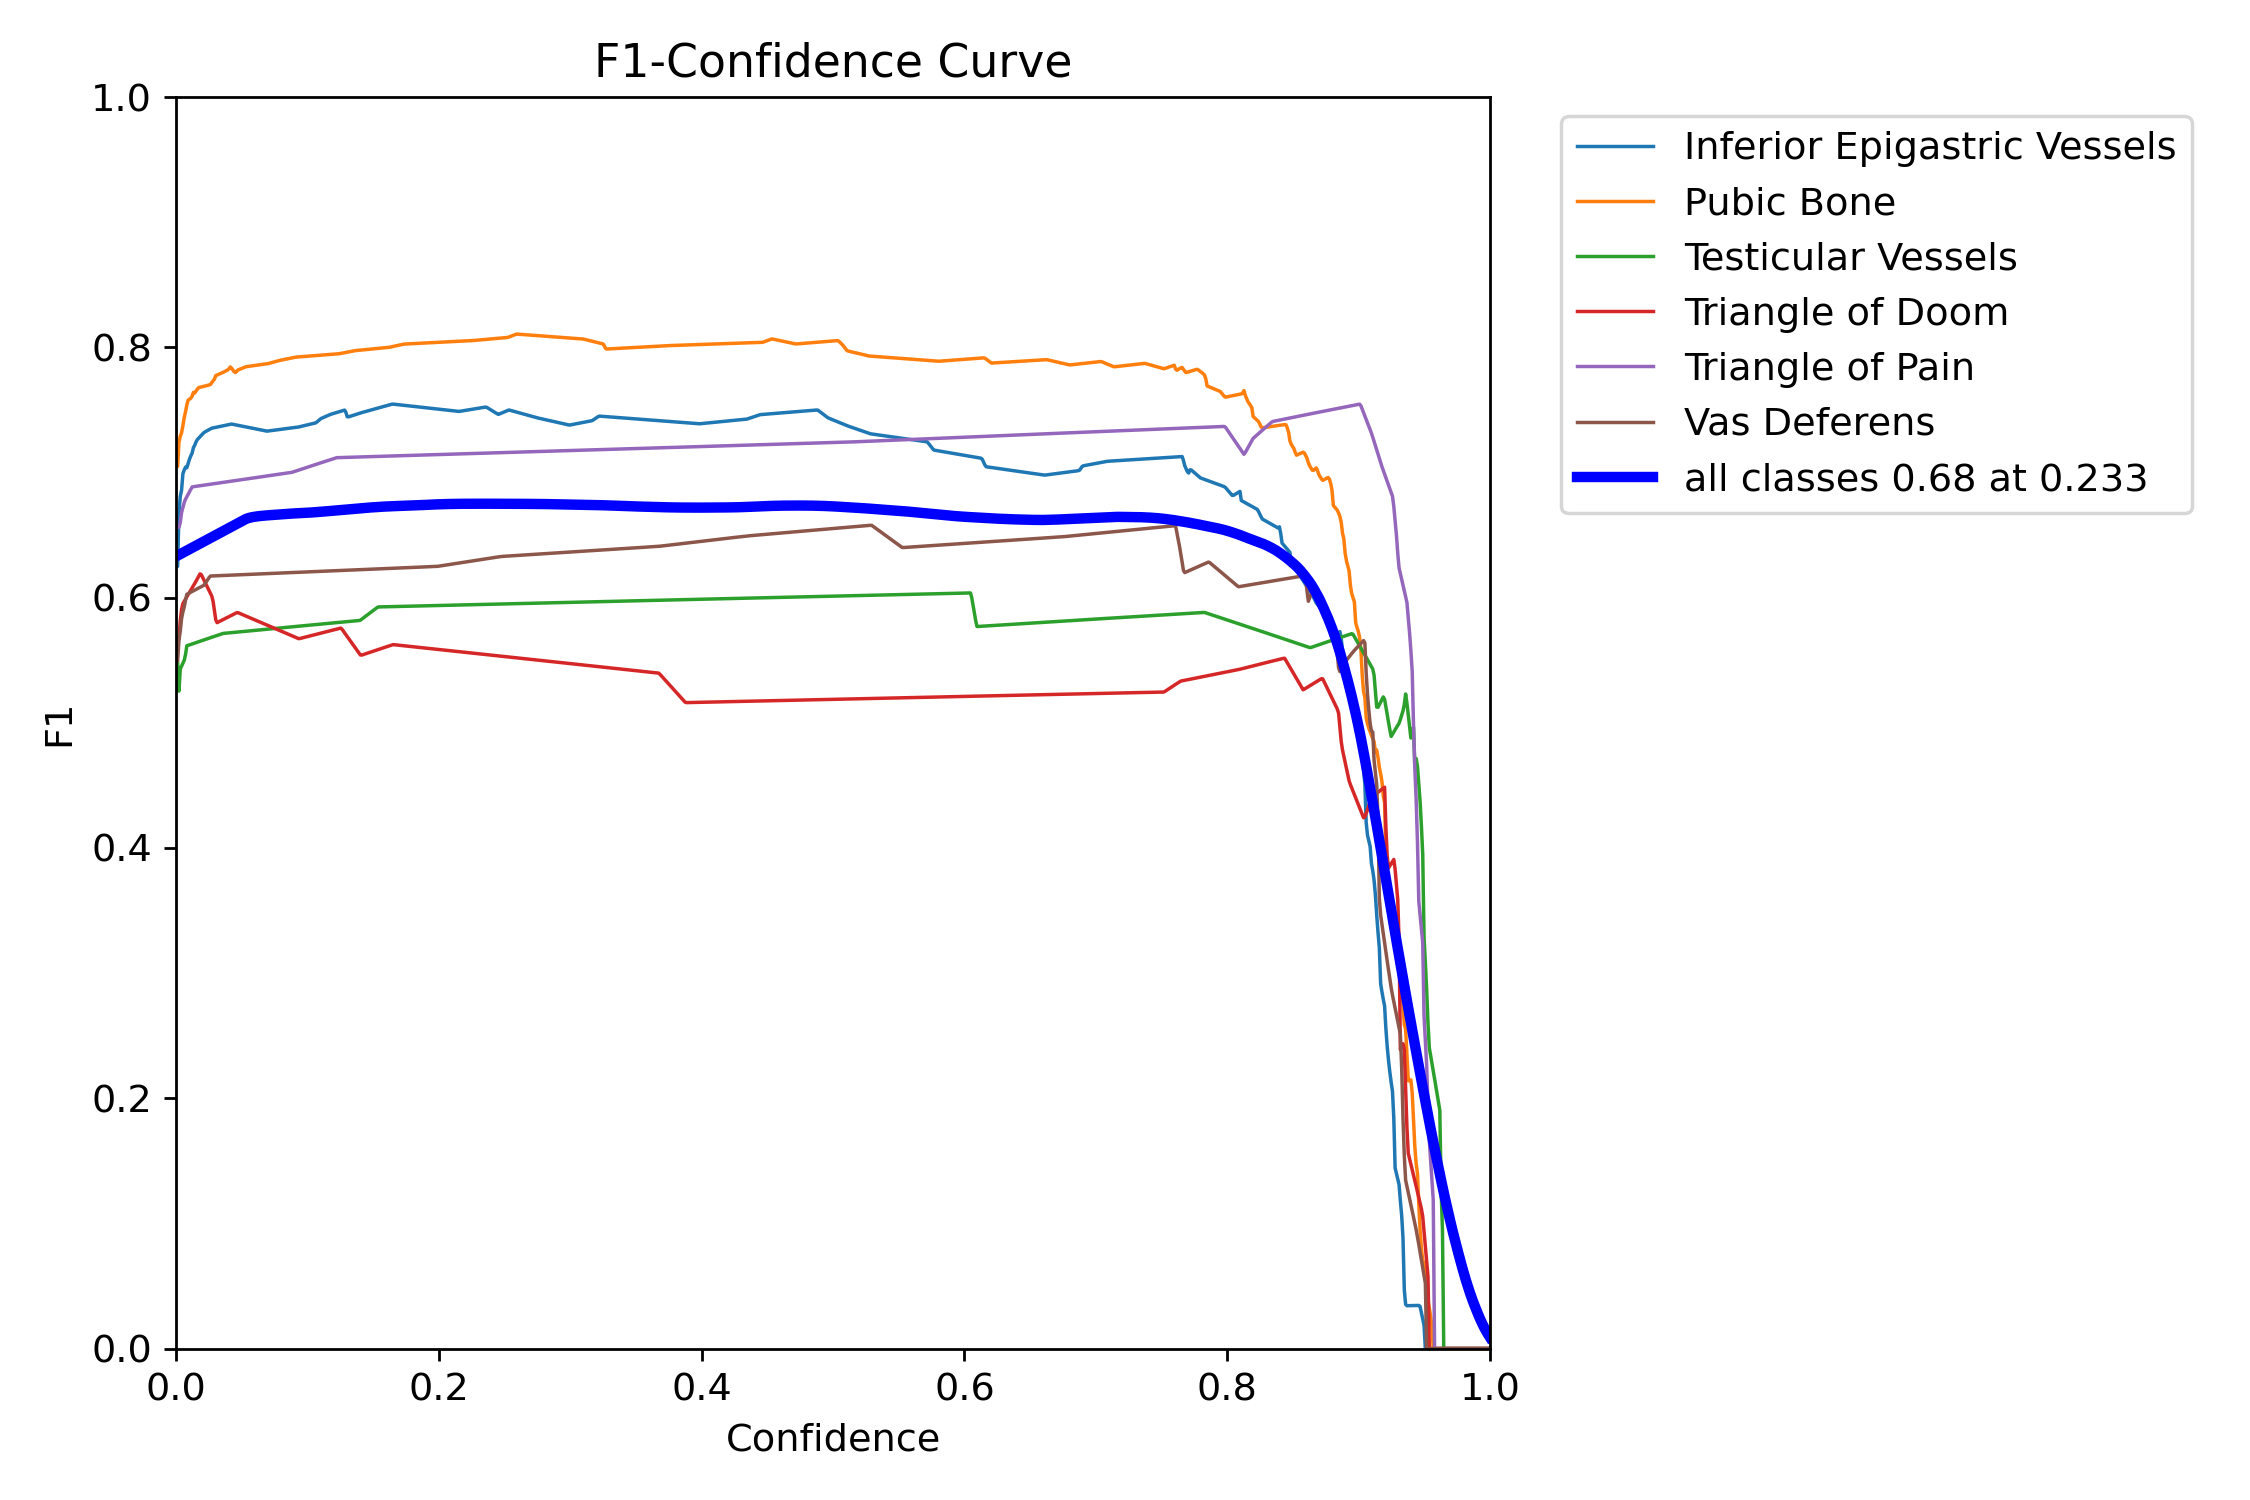 F1-Confidence Curve
1.0
0.8
0.6
0.4
0.2
0.0
F1
0.0 0.2 0.4 0.6 0.8 1.0
Confidence
Inferior Epigastric Vessels
Pubic Bone
Testicular Vessels
Triangle of Doom
Triangle of Pain
Vas Deferens
all classes 0.68 at 0.233